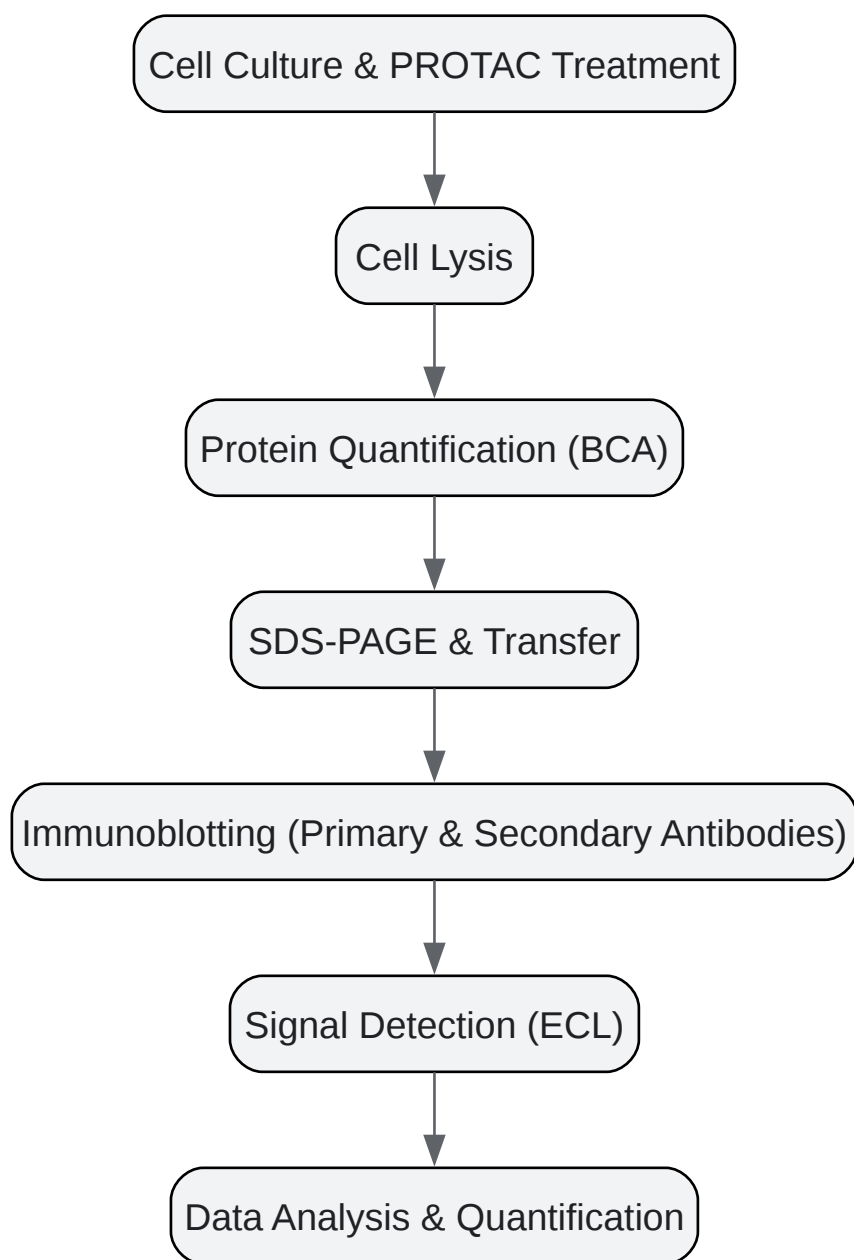 Cell Culture & PROTAC Treatment
Cell Lysis
Protein Quantification (BCA)
SDS-PAGE & Transfer
Immunoblotting (Primary & Secondary Antibodies)
Signal Detection (ECL)
Data Analysis & Quantification